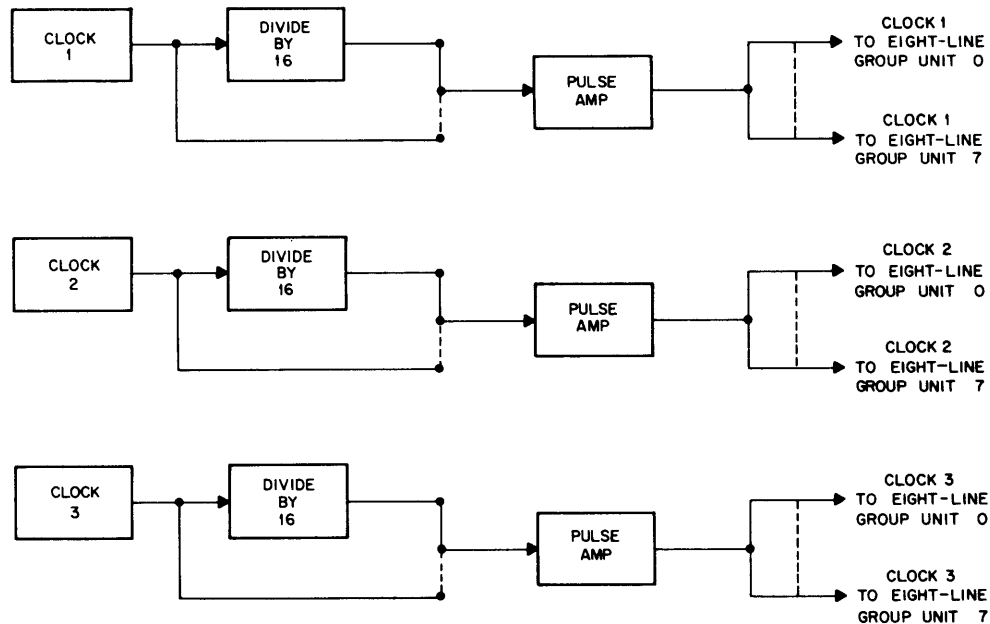 CLOCK
1
DIVIDE
BY
16
PULSE
AMP
CLOCK 1
TO EIGHT-LINE
GROUP UNIT 0
CLOCK 1
TO EIGHT-LINE
GROUP UNIT 7
CLOCK
2
DIVIDE
BY
16
PULSE
AMP
CLOCK 2
TO EIGHT-LINE
GROUP UNIT 0
CLOCK 2
TO EIGHT-LINE
GROUP UNIT 7
CLOCK
3
DIVIDE
BY
16
PULSE
AMP
CLOCK 3
TO EIGHT-LINE
GROUP UNIT 0
CLOCK 3
TO EIGHT-LINE
GROUP UNIT 7